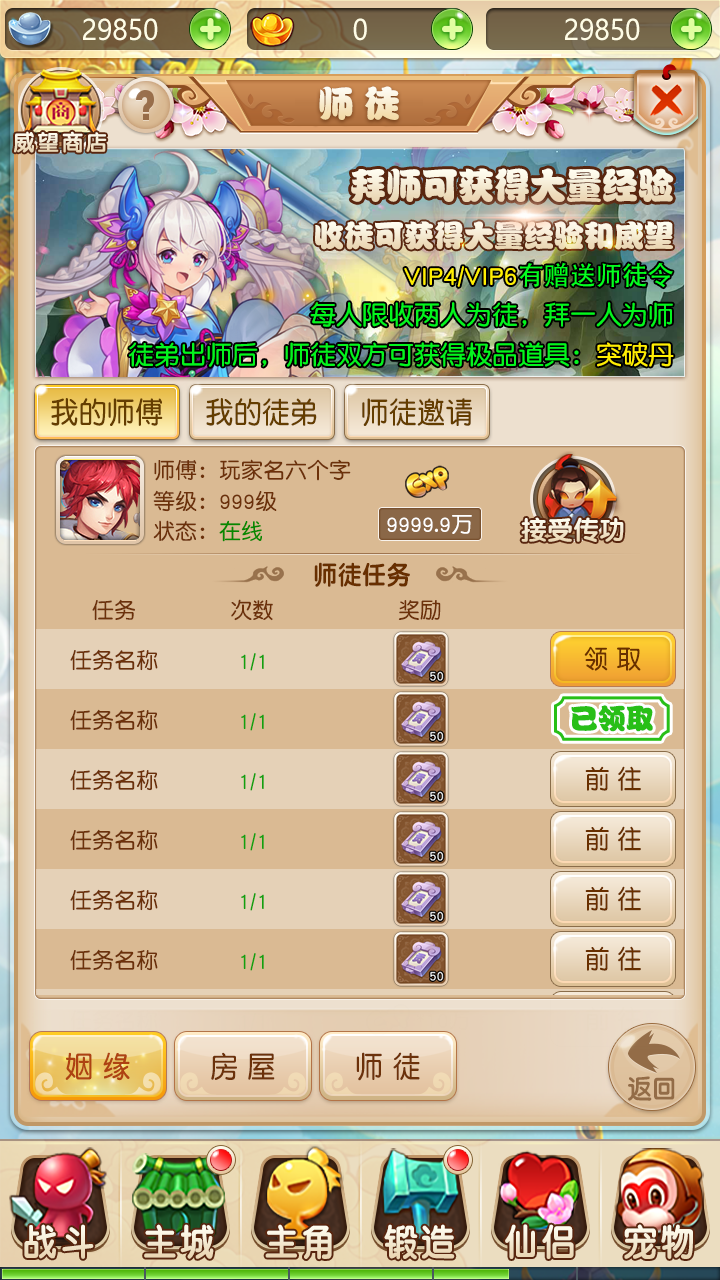 29850
0
29850
商
威望商店
?
师徒
拜师可获得大量经验
收徒可获得大量经验和威望
VIP4/VIP6有赠送师徒令
每人限收两人为徒，拜一人为师
徒弟出师后，师徒双方可获得极品道具：突破丹
我的师傅 我的徒弟 师徒邀请
师傅：玩家名六个字
等级：999级
状态：在线
EXP
9999.9万
接受传功
师徒任务
任务 次数 奖励
任务名称 1/1 50 领取
任务名称 1/1 50 已领取
任务名称 1/1 50 前往
任务名称 1/1 50 前往
任务名称 1/1 50 前往
任务名称 1/1 50 前往
姻缘 房屋 师徒 返回
战斗 主城 主角 锻造 仙侣 宠物